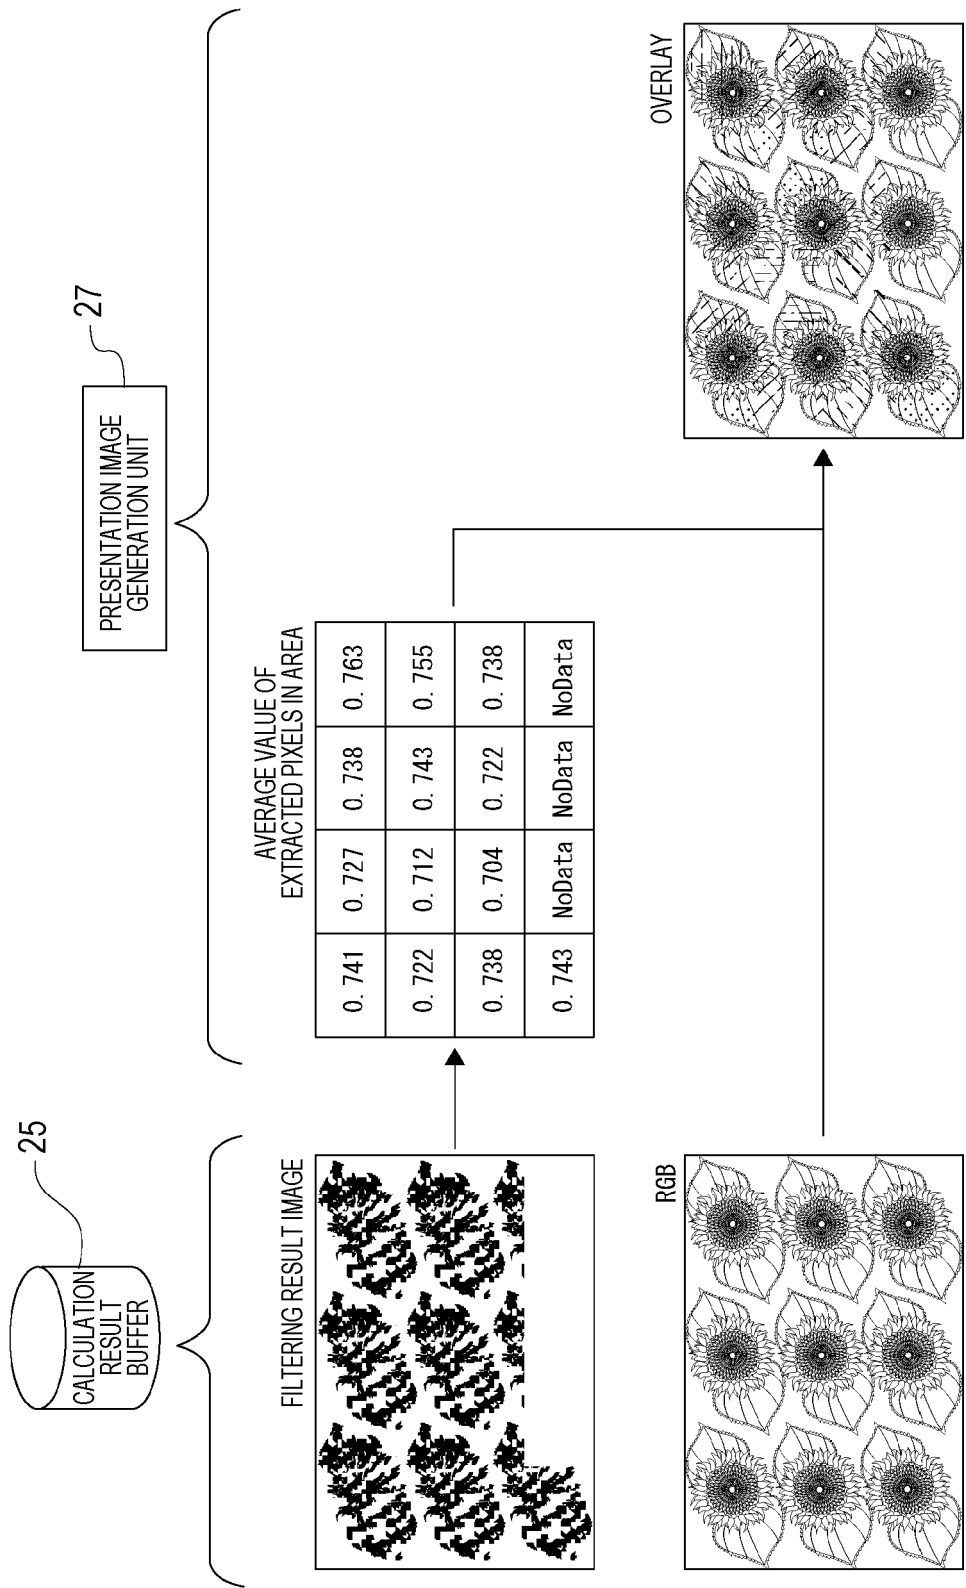 CALCULATION
RESULT
BUFFER
25
PRESENTATION IMAGE
GENERATION UNIT
27
FILTERING RESULT IMAGE
AVERAGE VALUE OF
EXTRACTED PIXELS IN AREA
0.741 0.727 0.738 0.763
0.722 0.712 0.743 0.755
0.738 0.704 0.722 0.738
0.743 NoData NoData NoData
RGB
OVERLAY